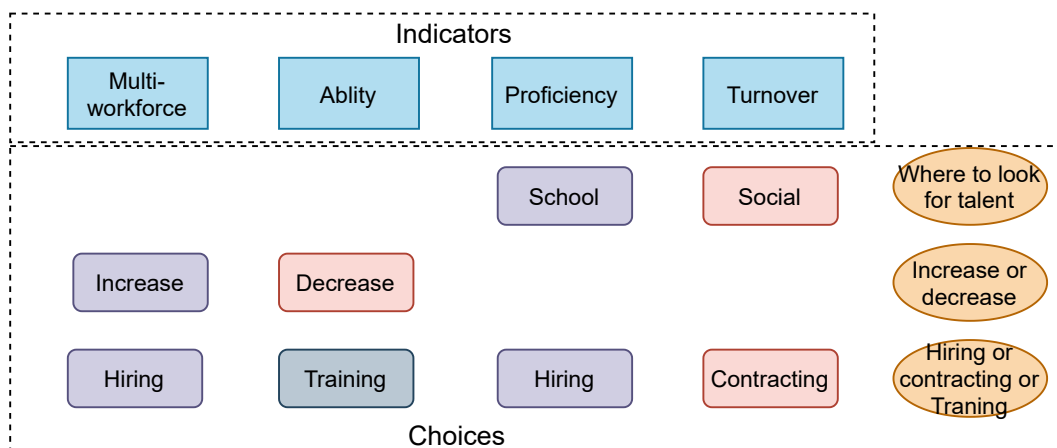 Indicators
Multi-
workforce
Ablity
Proficiency
Turnover
School
Social
Where to look
for talent
Increase
Decrease
Increase or
decrease
Hiring
Training
Hiring
Contracting
Hiring or
contracting or
Traning
Choices